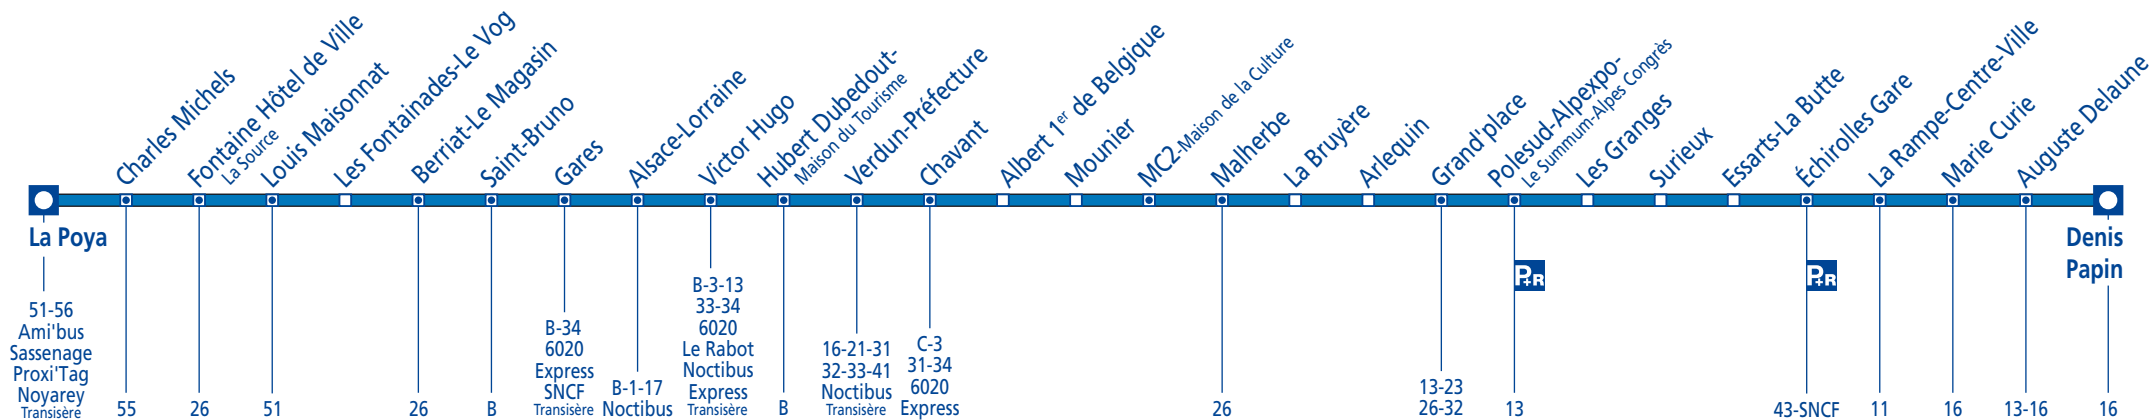 Charles Michels
Fontaine Hôtel de Ville
La Source
Louis Maisonnat
Les Fontainades-Le Vog
Berriat-Le Magasin
Saint-Bruno
Gares
Alsace-Lorraine
Victor Hugo
Hubert Dubedout-
Maison du Tourisme
Verdun-Préfecture
Chavant
Albert 1er de Belgique
Mounier
MC2-Maison de la Culture
Malherbe
La Bruyère
Arlequin
Grand'place
Polesud-Alpexpo-
Le Summum-Alpes Congrès
Les Granges
Surieux
Essarts-La Butte
Échirolles Gare
La Rampe-Centre-Ville
Marie Curie
Auguste Delaune
La Poya
Denis
Papin
51-56
Ami'bus
Sassenage
Proxi'Tag
Noyarey
Transisère
55
26
51
26
B
B-34
6020
Express
SNCF
Transisère
B-1-17
Noctibus
B-3-13
33-34
6020
Le Rabot
Noctibus
Express
Transisère
B
16-21-31
32-33-41
Noctibus
Transisère
C-3
31-34
6020
Express
26
13-23
26-32
P+R
13
P+R
43-SNCF
11
16
13-16
16